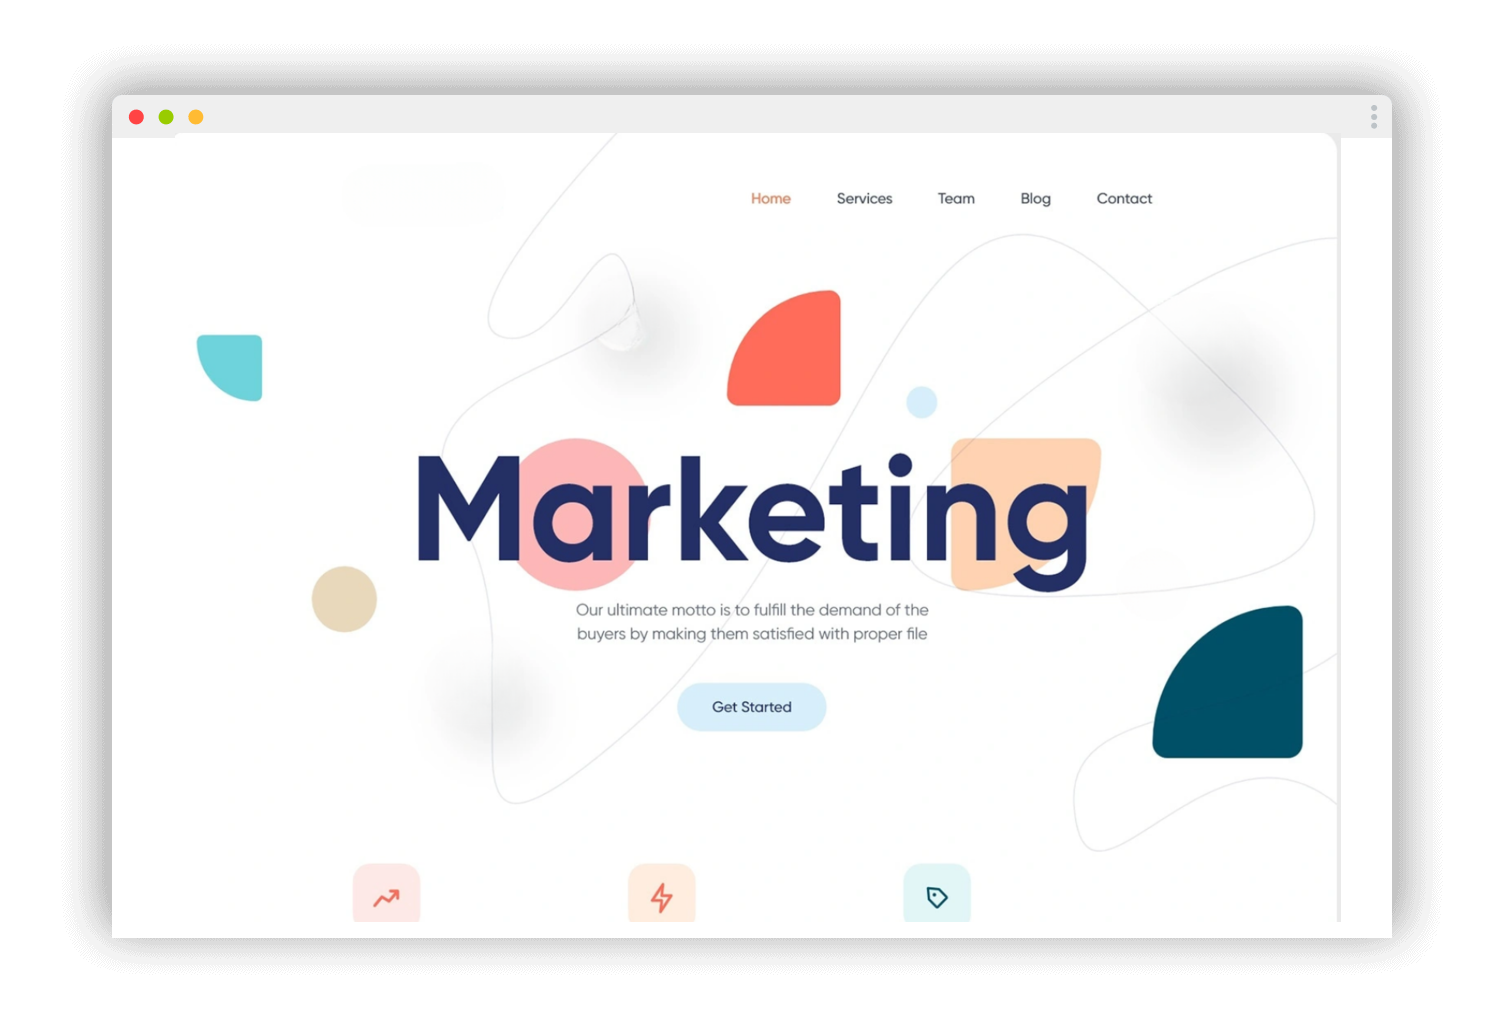 Home Services Team Blog Contact
Marketing
Our ultimate motto is to fulfill the demand of the
buyers by making them satisfied with proper file
Get Started